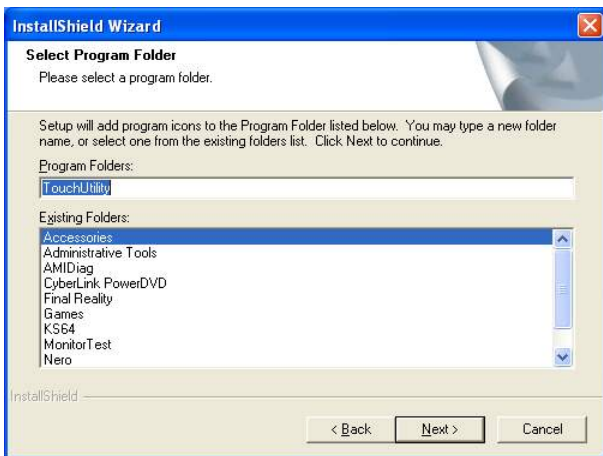 InstallShield Wizard
Select Program Folder
Please select a program folder.
Setup will add program icons to the Program Folder listed below. You may type a new folder
name, or select one from the existing folders list. Click Next to continue.
Program Folders:
TouchUtility
Existing Folders:
Accessories
Administrative Tools
AMIDiag
CyberLink PowerDVD
Final Reality
Games
KS64
MonitorTest
Nero
InstallShield
< Back Next > Cancel